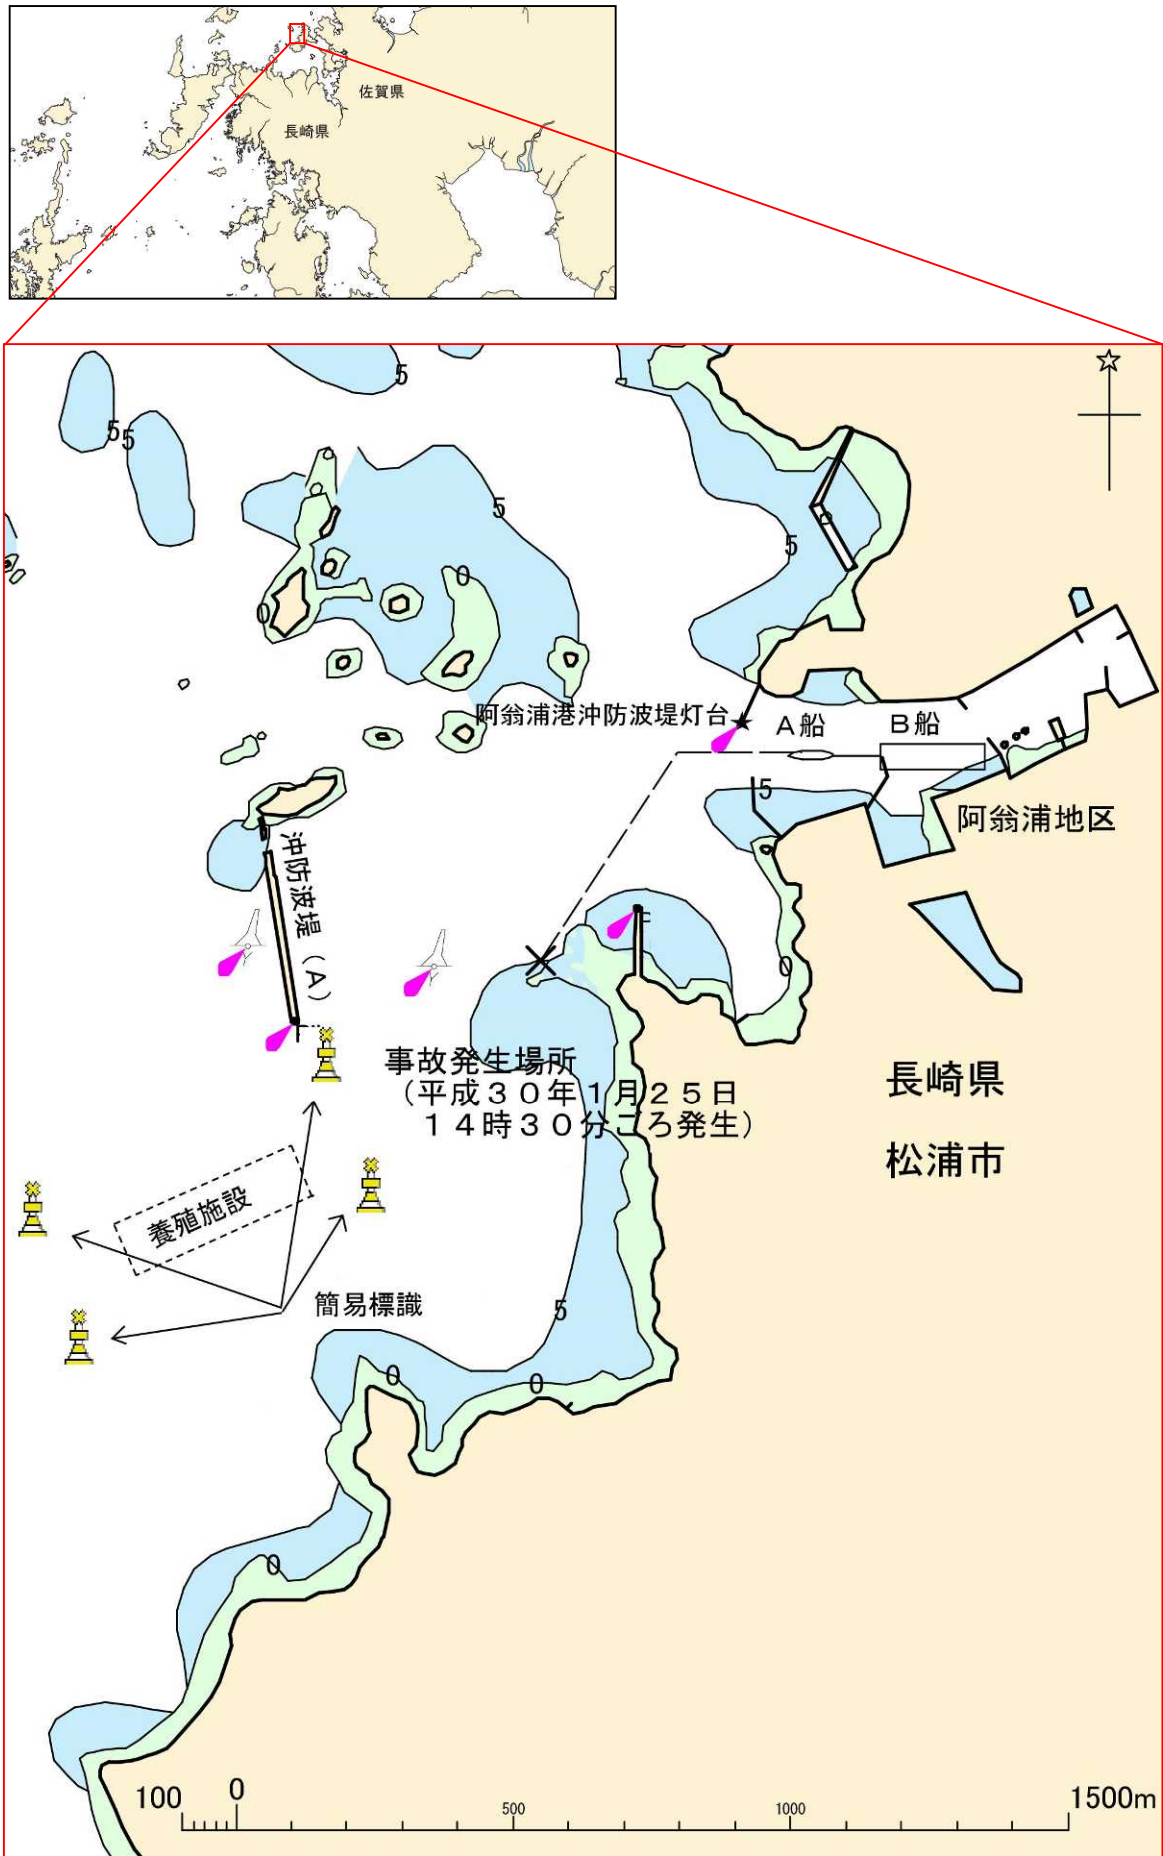 佐賀県
長崎県
5
5
5
5
5
0
0
阿翁浦港沖防波堤灯台
A船
B船
5
阿翁浦地区
沖防波堤（A）
0
事故発生場所
（平成３０年１月２５日
１４時３０分ごろ発生）
長崎県
松浦市
養殖施設
簡易標識
5
0
0
0
100
0
500
1000
1500m